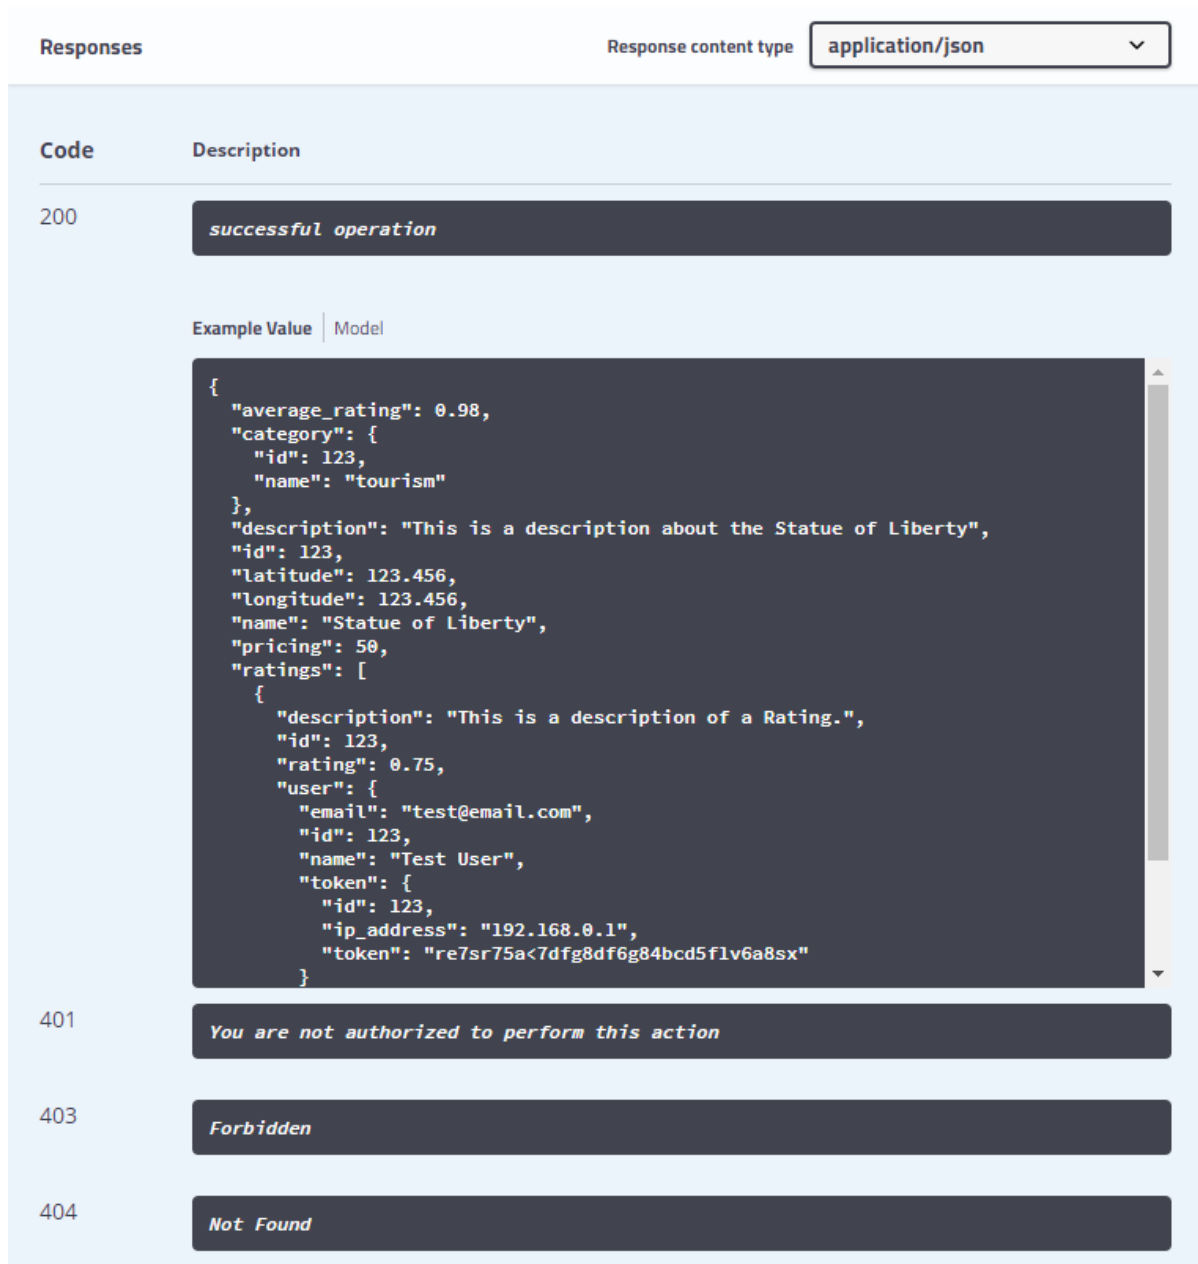 Responses
Response content type application/json
Code Description
200 successful operation
Example Value Model
{
  "average_rating": 0.98,
  "category": {
    "id": 123,
    "name": "tourism"
  },
  "description": "This is a description about the Statue of Liberty",
  "id": 123,
  "latitude": 123.456,
  "longitude": 123.456,
  "name": "Statue of Liberty",
  "pricing": 50,
  "ratings": [
    {
      "description": "This is a description of a Rating.",
      "id": 123,
      "rating": 0.75,
      "user": {
        "email": "test@email.com",
        "id": 123,
        "name": "Test User",
        "token": {
          "id": 123,
          "ip_address": "192.168.0.1",
          "token": "re7sr75a<7dfg8df6g84bcd5f1v6a8sx"
        }
401 You are not authorized to perform this action
403 Forbidden
404 Not Found